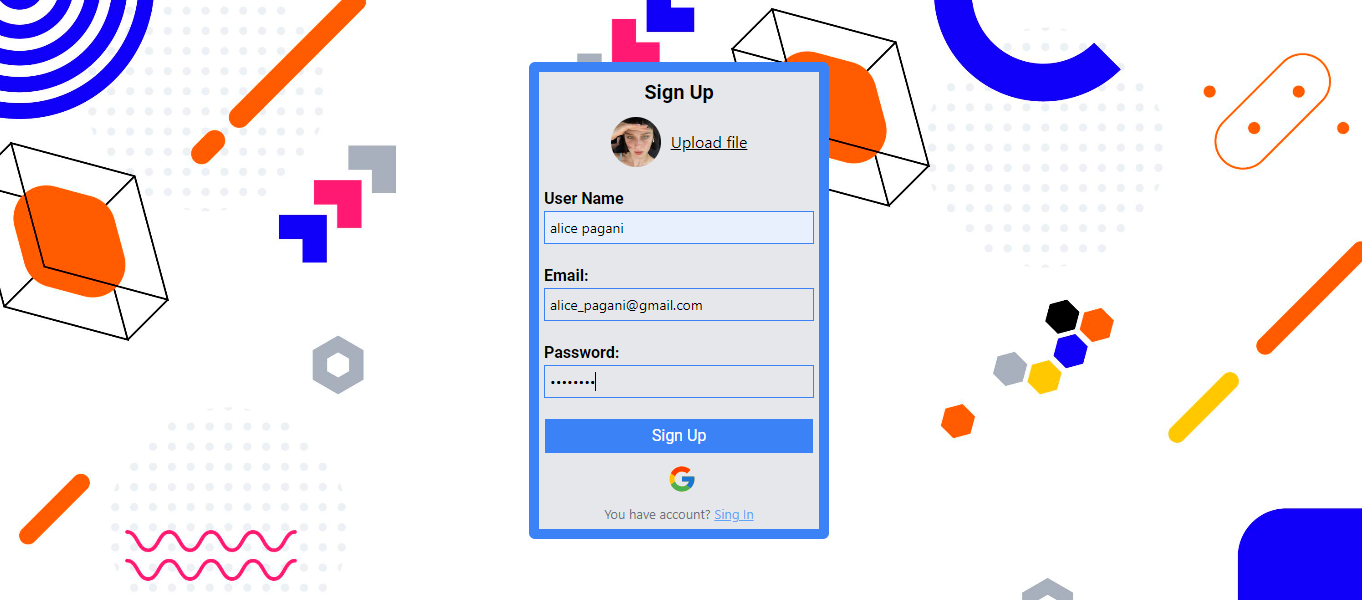 Sign Up
Upload file
User Name
alice pagani
Email:
alice_pagani@gmail.com
Password:
••••••••
Sign Up
You have account? Sing In